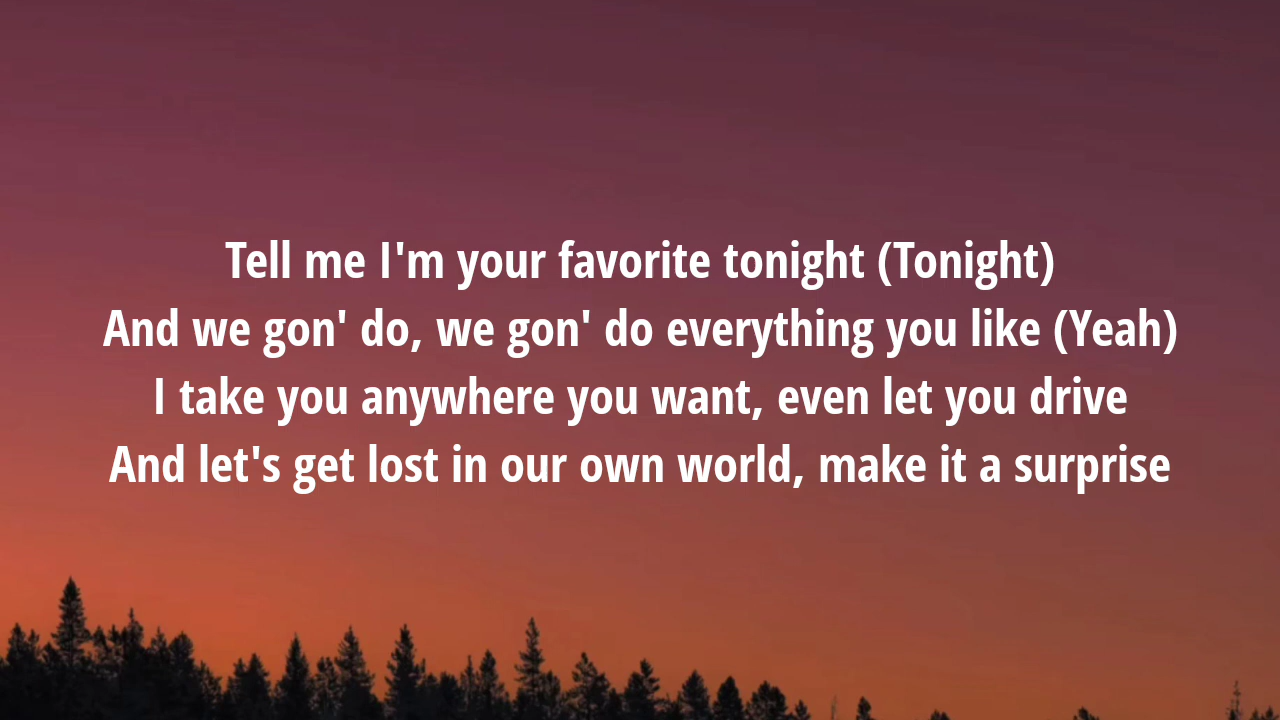 Tell me I'm your favorite tonight (Tonight)
And we gon' do, we gon' do everything you like (Yeah)
I take you anywhere you want, even let you drive
And let's get lost in our own world, make it a surprise